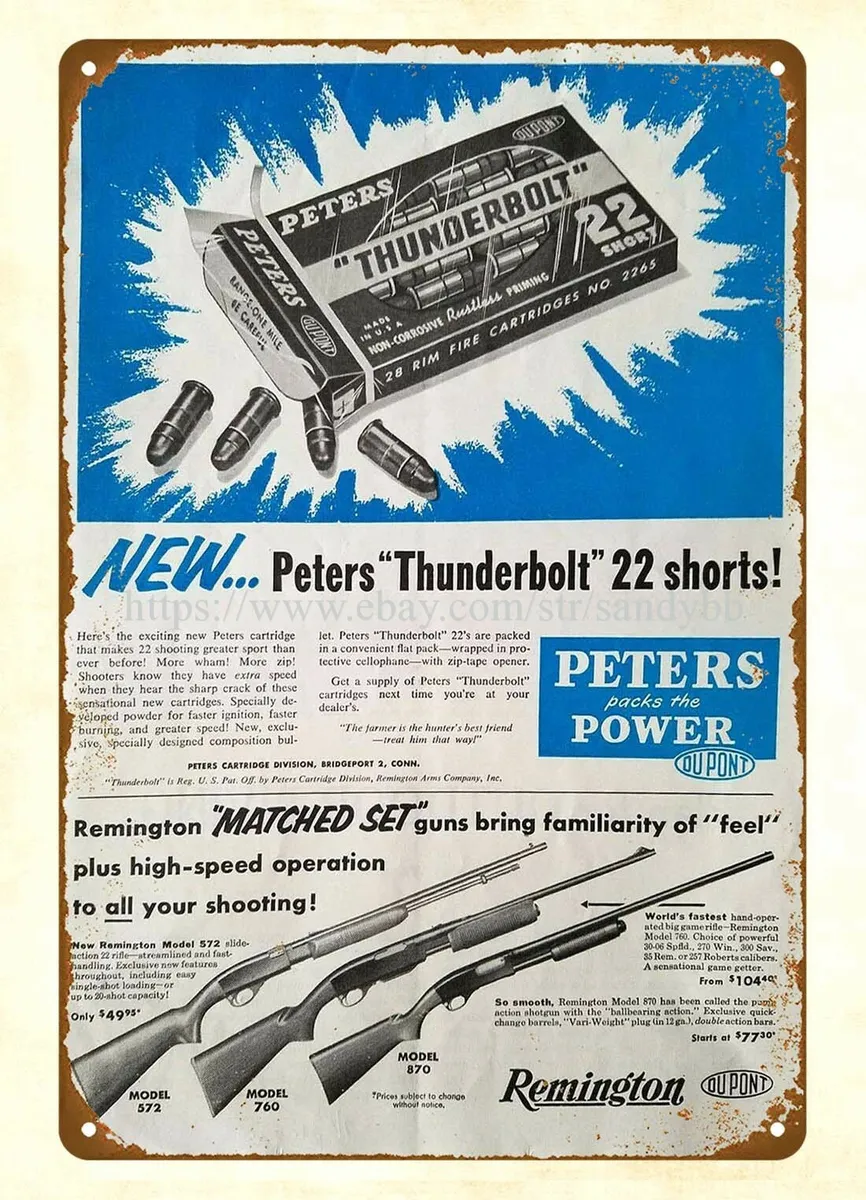 DUPONT
PETERS
"THUNDERBOLT"
22
SHORT
MADE
IN U.S.A
NON-CORROSIVE Rustless PRIMING
28 RIM FIRE CARTRIDGES NO. 2265
PETERS
RANGE-ONE MILE
BE CAREFUL
DUPONT
NEW... Peters "Thunderbolt" 22 shorts!
https://www.ebay.com/str/sandybb
Here's the exciting new Peters cartridge
that makes 22 shooting greater sport than
ever before! More wham! More zip!
Shooters know they have extra speed
when they hear the sharp crack of these
sensational new cartridges. Specially de-
veloped powder for faster ignition, faster
burning, and greater speed! New, exclu-
sive, specially designed composition bul-
let. Peters "Thunderbolt" 22's are packed
in a convenient flat pack—wrapped in pro-
tective cellophane—with zip-tape opener.
Get a supply of Peters "Thunderbolt"
cartridges next time you're at your
dealer's.
"The farmer is the hunter's best friend
—treat him that way!"
PETERS
packs the
POWER
DUPONT
PETERS CARTRIDGE DIVISION, BRIDGEPORT 2, CONN.
"Thunderbolt" is Reg. U. S. Pat. Off. by Peters Cartridge Division, Remington Arms Company, Inc.
Remington "MATCHED SET" guns bring familiarity of "feel"
plus high-speed operation
to all your shooting!
New Remington Model 572 slide-
action 22 rifle—streamlined and fast-
handling. Exclusive new features
throughout, including easy
single-shot loading—or
up to 20-shot capacity!
Only $4995*
World's fastest hand-oper-
ated big game rifle—Remington
Model 760. Choice of powerful
30-06 Spfld., 270 Win., 300 Sav.,
35 Rem. or 257 Roberts calibers.
A sensational game getter.
From $10440*
So smooth, Remington Model 870 has been called the pump
action shotgun with the "ballbearing action." Exclusive quick-
change barrels, "Vari-Weight" plug (in 12 ga.), double action bars.
Starts at $7730*
MODEL
572
MODEL
760
MODEL
870
*Prices subject to change
without notice.
Remington DUPONT